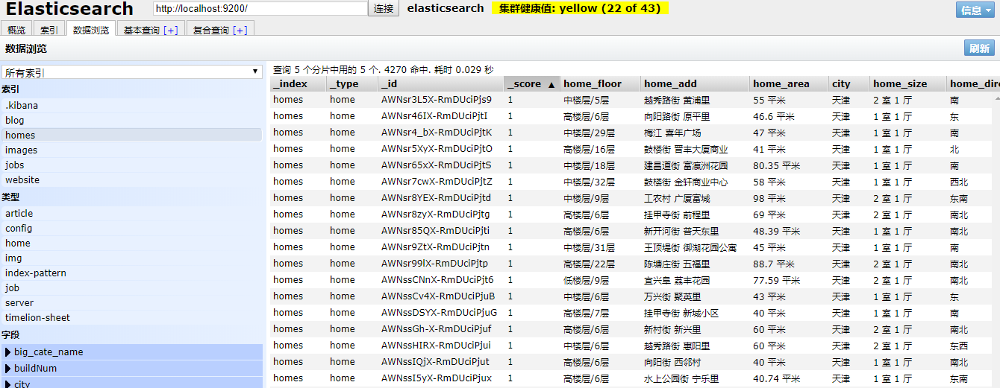 Elasticsearch http://localhost:9200/ 连接 elasticsearch 集群健康值: yellow (22 of 43) 信息
概览 索引 数据浏览 基本查询 [+] 复合查询 [+]
数据浏览 刷新
所有索引
索引
.kibana
blog
homes
images
jobs
website
类型
article
config
home
img
index-pattern
job
server
timelion-sheet
字段
big_cate_name
buildNum
city
查询 5 个分片中用的 5 个. 4270 命中. 耗时 0.029 秒
_index _type _id _score home_floor home_add home_area city home_size home_dire
homes home AWNsr3L5X-RmDUciPjs9 1 中楼层/5层 越秀路街 黄浦里 55 平米 天津 2 室 1 厅 南
homes home AWNsr46IX-RmDUciPjtI 1 高楼层/6层 向阳路街 原平里 46.6 平米 天津 1 室 1 厅 东
homes home AWNsr4_bX-RmDUciPjtK 1 中楼层/29层 梅江 喜年广场 47 平米 天津 1 室 1 厅 南
homes home AWNsr5XyX-RmDUciPjtO 1 高楼层/16层 鼓楼街 晋丰大厦商业 41 平米 天津 1 室 1 厅 北
homes home AWNsr65xX-RmDUciPjtS 1 中楼层/18层 建昌道街 富瀛洲花园 80.35 平米 天津 1 室 1 厅 南
homes home AWNsr7cwX-RmDUciPjtZ 1 中楼层/32层 鼓楼街 金轩商业中心 58 平米 天津 1 室 1 厅 西北
homes home AWNsr8YEX-RmDUciPjtd 1 中楼层/9层 工农村 广厦富城 98 平米 天津 2 室 1 厅 东南
homes home AWNsr8zyX-RmDUciPjtg 1 高楼层/6层 挂甲寺街 前程里 69 平米 天津 2 室 1 厅 南北
homes home AWNsr85QX-RmDUciPjti 1 高楼层/6层 新开河街 普天东里 48.39 平米 天津 1 室 1 厅 南北
homes home AWNsr9ZtX-RmDUciPjtn 1 中楼层/31层 王顶堤街 御湖花园公寓 45 平米 天津 1 室 1 厅 南
homes home AWNsr99lX-RmDUciPjtp 1 高楼层/22层 陈塘庄街 五福里 88.7 平米 天津 2 室 1 厅 南北
homes home AWNssCNnX-RmDUciPjt6 1 低楼层/9层 宜兴阜 荔丰花园 77.59 平米 天津 2 室 1 厅 南北
homes home AWNssCv4X-RmDUciPjuB 1 中楼层/6层 万兴街 聚英里 43 平米 天津 1 室 1 厅 东
homes home AWNssDSYX-RmDUciPjuG 1 高楼层/7层 挂甲寺街 新城小区 40 平米 天津 1 室 1 厅 南
homes home AWNssGh-X-RmDUciPjuf 1 中楼层/6层 新村街 新兴里 60 平米 天津 2 室 1 厅 南北
homes home AWNssHIRX-RmDUciPjui 1 中楼层/6层 越秀路街 惠阳里 60 平米 天津 2 室 1 厅 东西
homes home AWNssIQjX-RmDUciPjut 1 高楼层/6层 向阳街 西邻村 40 平米 天津 1 室 1 厅 南北
homes home AWNssI5yX-RmDUciPjux 1 高楼层/6层 水上公园街 宁乐里 40.74 平米 天津 1 室 1 厅 东南